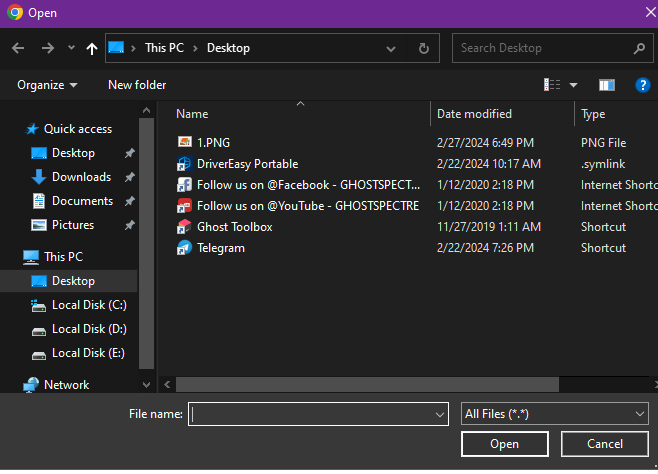 Open
This PC Desktop Search Desktop
Organize New folder
Name Date modified Type
Quick access
Desktop
Downloads
Documents
Pictures
This PC
Desktop
Local Disk (C:)
Local Disk (D:)
Local Disk (E:)
Network
1.PNG 2/27/2024 6:49 PM PNG File
DriverEasy Portable 2/22/2024 10:17 AM .symlink
Follow us on @Facebook - GHOSTSPECT... 1/12/2020 2:18 PM Internet Shortc
Follow us on @YouTube - GHOSTSPECTRE 1/12/2020 2:18 PM Internet Shortc
Ghost Toolbox 11/27/2019 1:11 AM Shortcut
Telegram 2/22/2024 7:26 PM Shortcut
File name: All Files (*.*)
Open Cancel